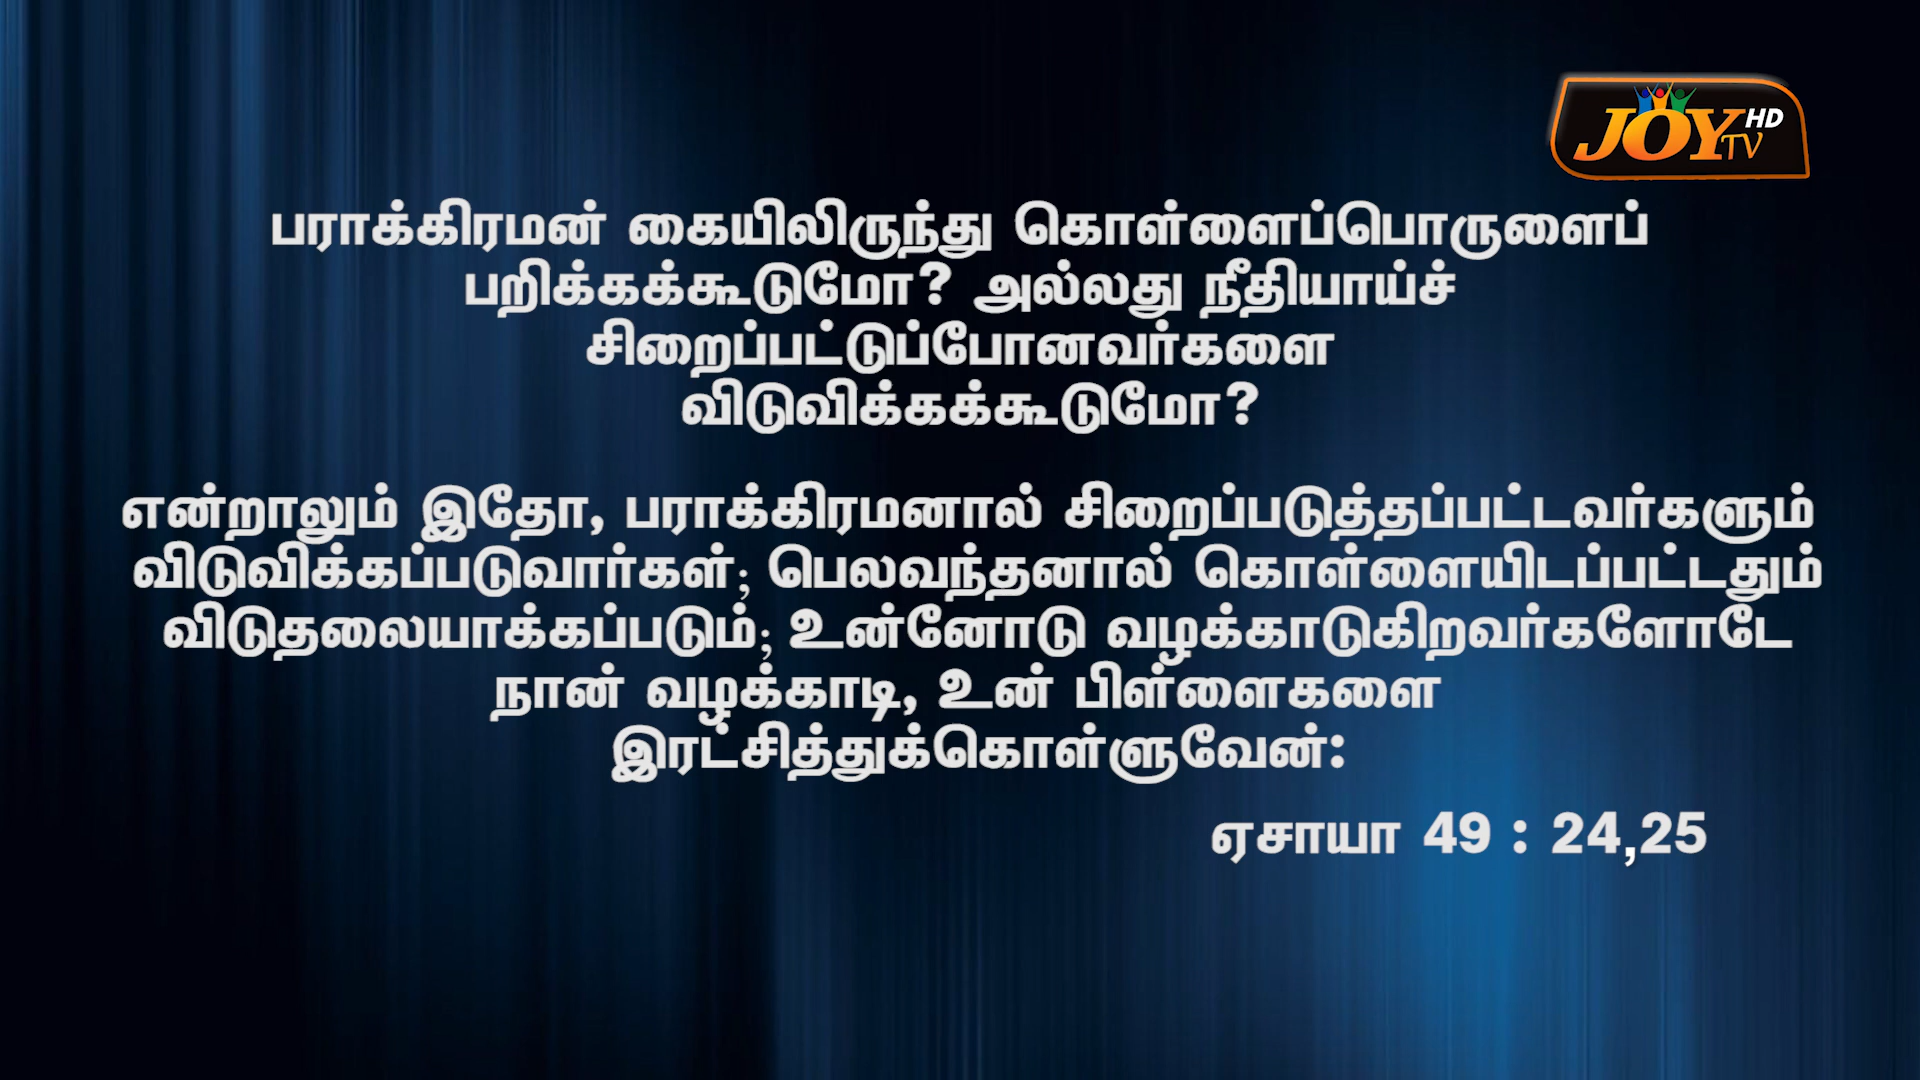 JOY HD TV
பராக்கிரமன் கையிலிருந்து கொள்ளைப்பொருளைப்
பறிக்கக்கூடுமோ? அல்லது நீதியாய்ச்
சிறைப்பட்டுப்போனவர்களை
விடுவிக்கக்கூடுமோ?
என்றாலும் இதோ, பராக்கிரமனால் சிறைப்படுத்தப்பட்டவர்களும்
விடுவிக்கப்படுவார்கள்; பெலவந்தனால் கொள்ளையிடப்பட்டதும்
விடுதலையாக்கப்படும்; உன்னோடு வழக்காடுகிறவர்களோடே
நான் வழக்காடி, உன் பிள்ளைகளை
இரட்சித்துக்கொள்ளுவேன்:
ஏசாயா 49 : 24,25